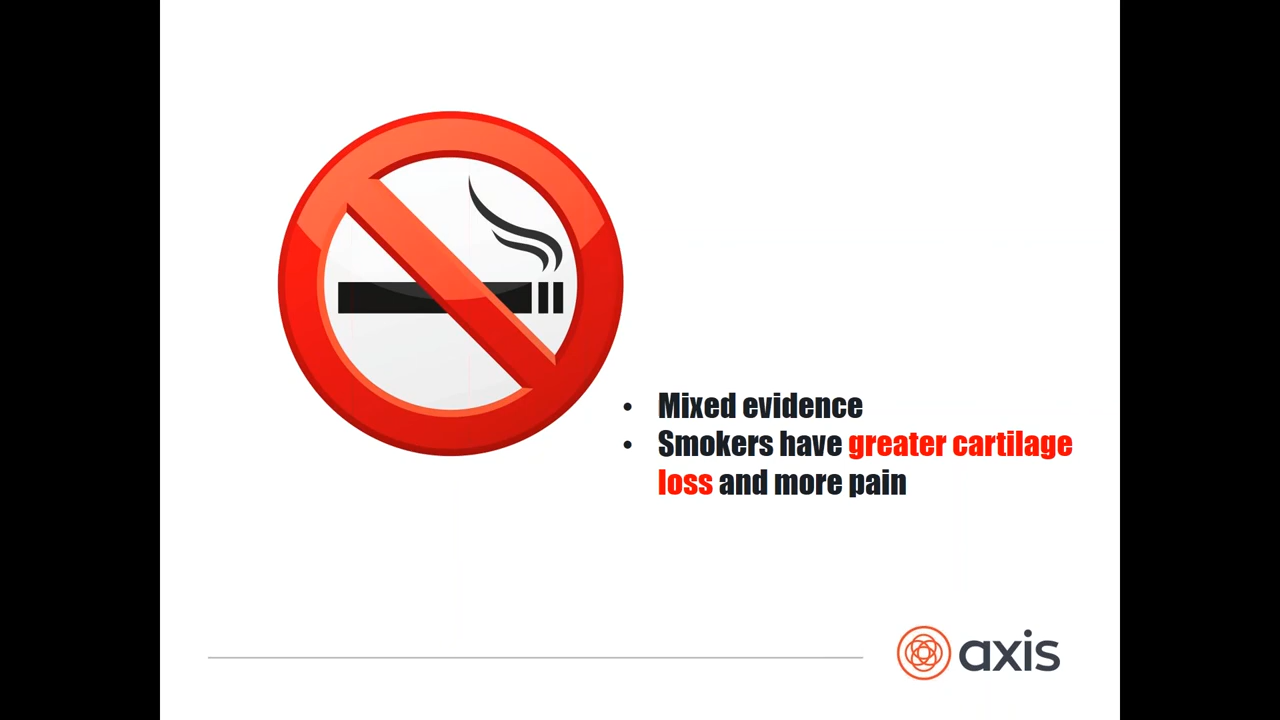 • Mixed evidence
• Smokers have greater cartilage
loss and more pain
axis